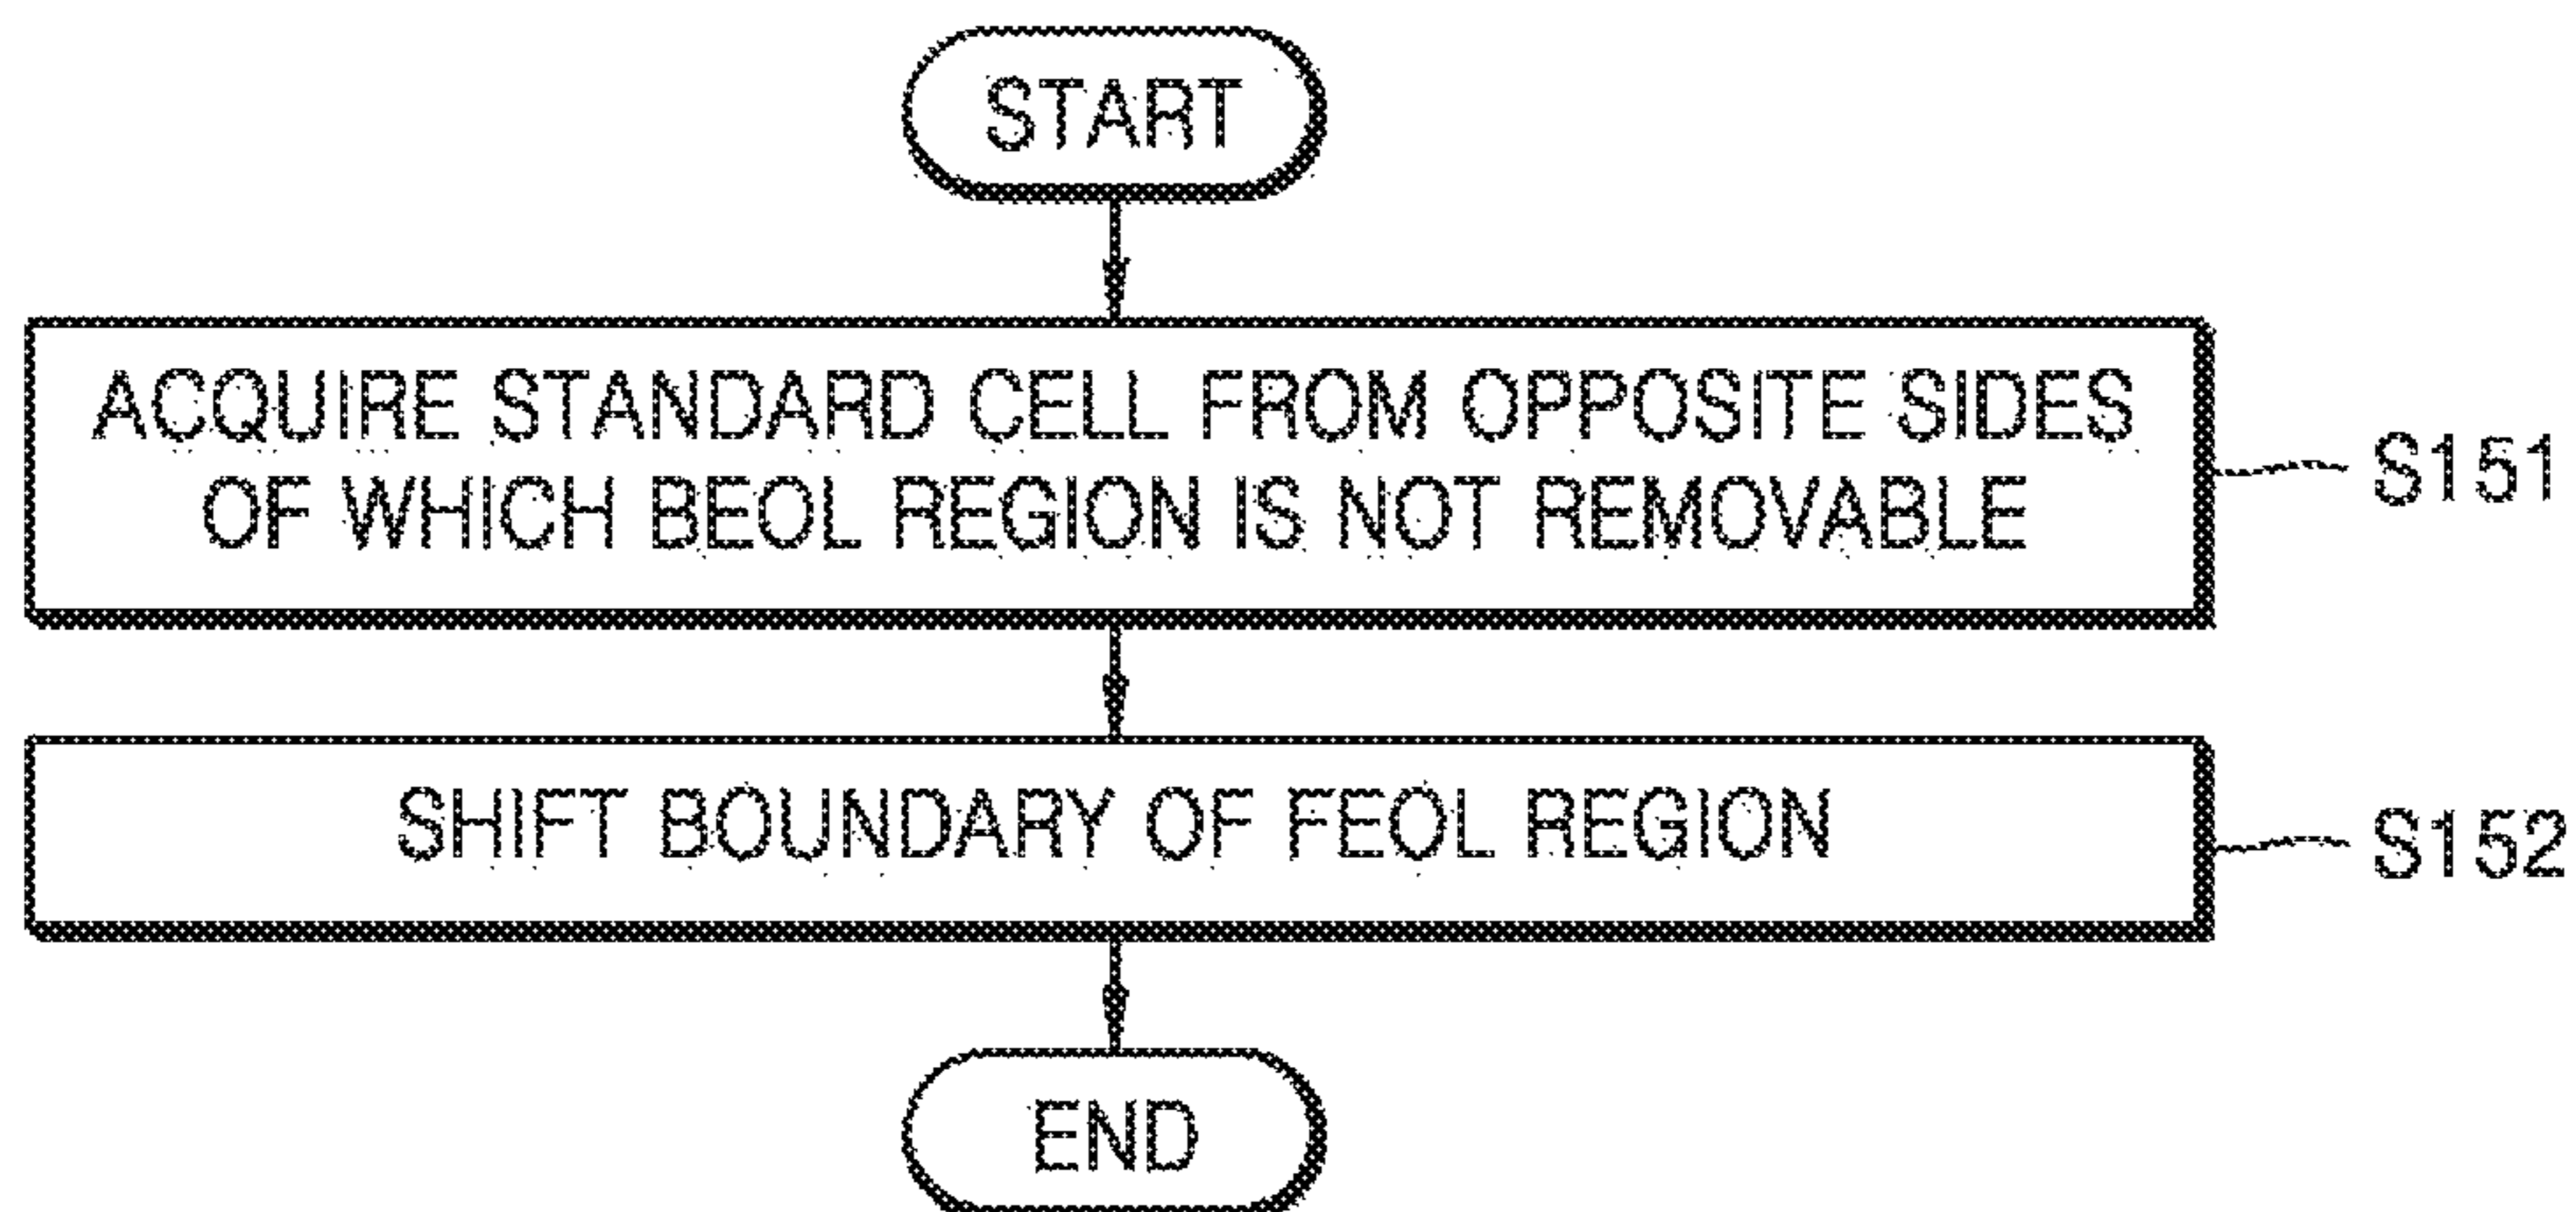 START
ACQUIRE STANDARD CELL FROM OPPOSITE SIDES
OF WHICH BEOL REGION IS NOT REMOVABLE
S151
SHIFT BOUNDARY OF FEOL REGION
S152
END